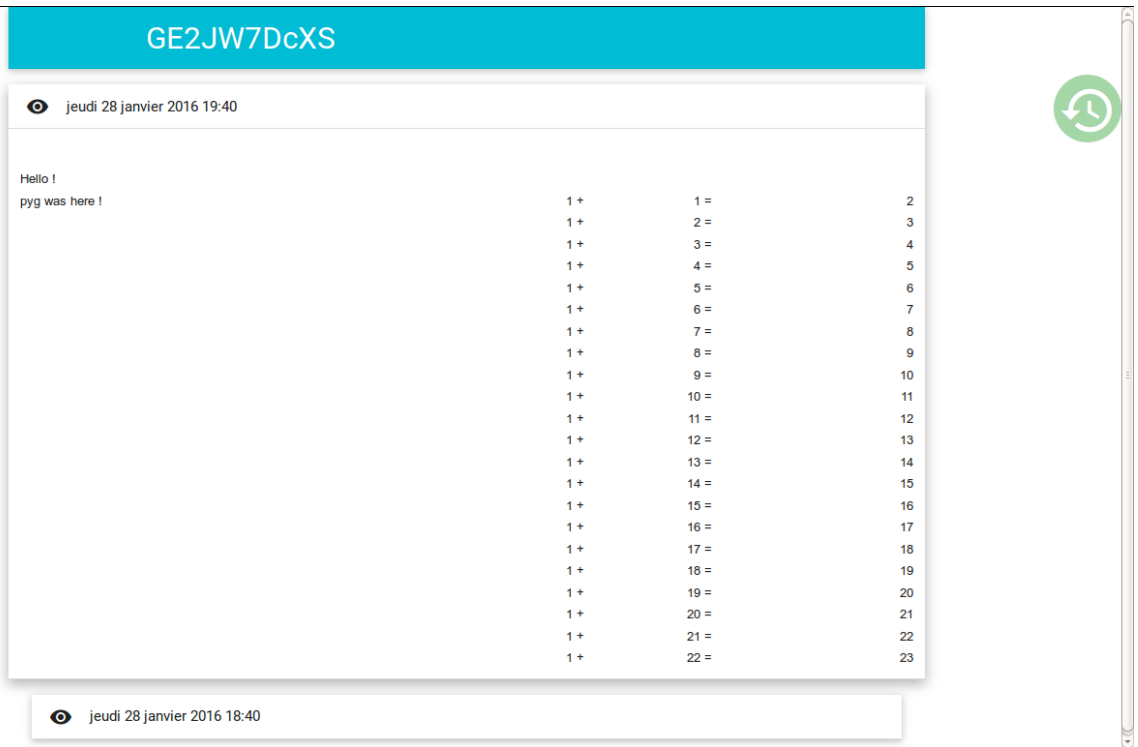 GE2JW7DcXS
jeudi 28 janvier 2016 19:40
Hello !
pyg was here ! 1 + 1 = 2
1 + 2 = 3
1 + 3 = 4
1 + 4 = 5
1 + 5 = 6
1 + 6 = 7
1 + 7 = 8
1 + 8 = 9
1 + 9 = 10
1 + 10 = 11
1 + 11 = 12
1 + 12 = 13
1 + 13 = 14
1 + 14 = 15
1 + 15 = 16
1 + 16 = 17
1 + 17 = 18
1 + 18 = 19
1 + 19 = 20
1 + 20 = 21
1 + 21 = 22
1 + 22 = 23
jeudi 28 janvier 2016 18:40